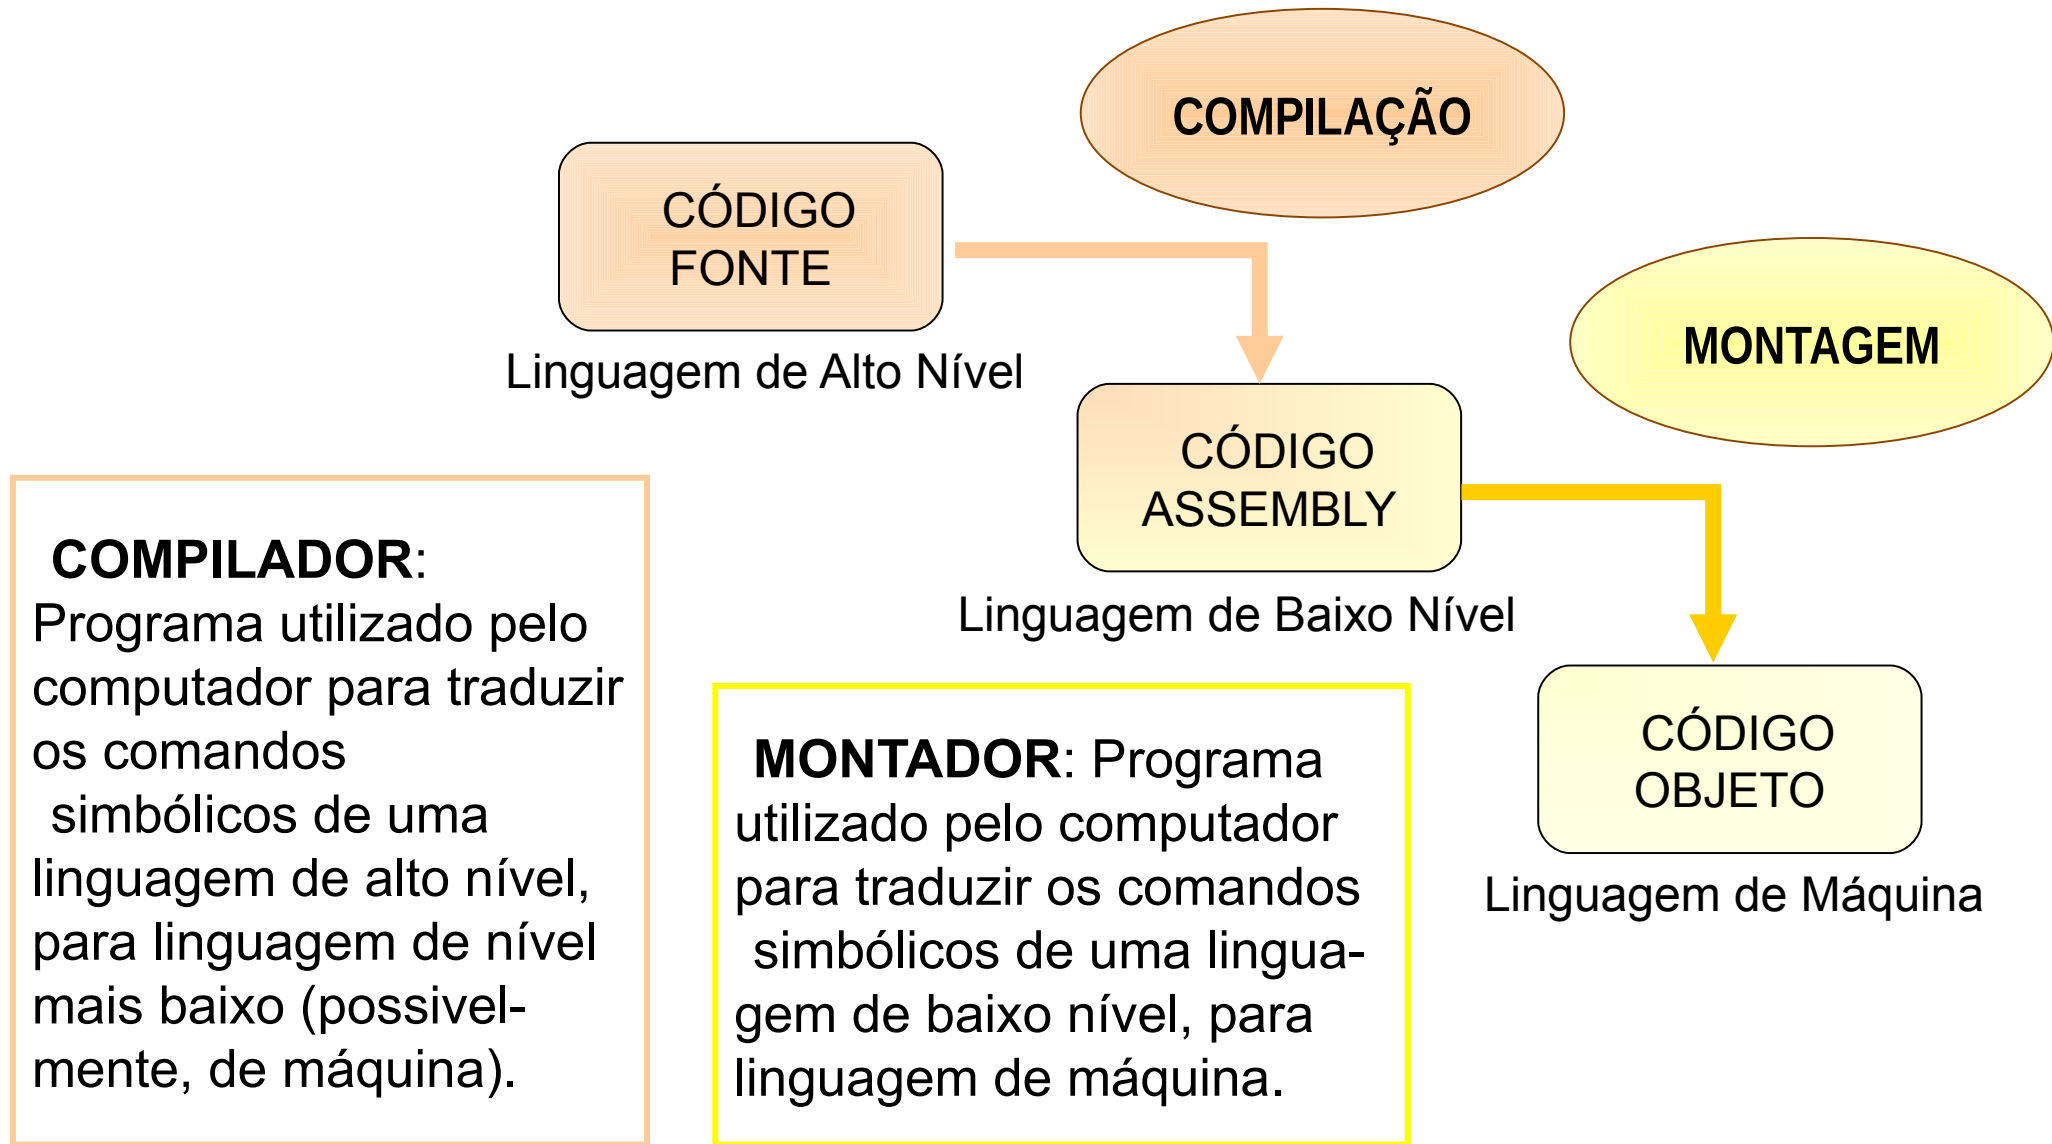 COMPILAÇÃO
CÓDIGO
FONTE
Linguagem de Alto Nível
MONTAGEM
CÓDIGO
ASSEMBLY
Linguagem de Baixo Nível
CÓDIGO
OBJETO
Linguagem de Máquina
COMPILADOR:
Programa utilizado pelo
computador para traduzir
os comandos
simbólicos de uma
linguagem de alto nível,
para linguagem de nível
mais baixo (possivel-
mente, de máquina).
MONTADOR: Programa
utilizado pelo computador
para traduzir os comandos
simbólicos de uma lingua-
gem de baixo nível, para
linguagem de máquina.